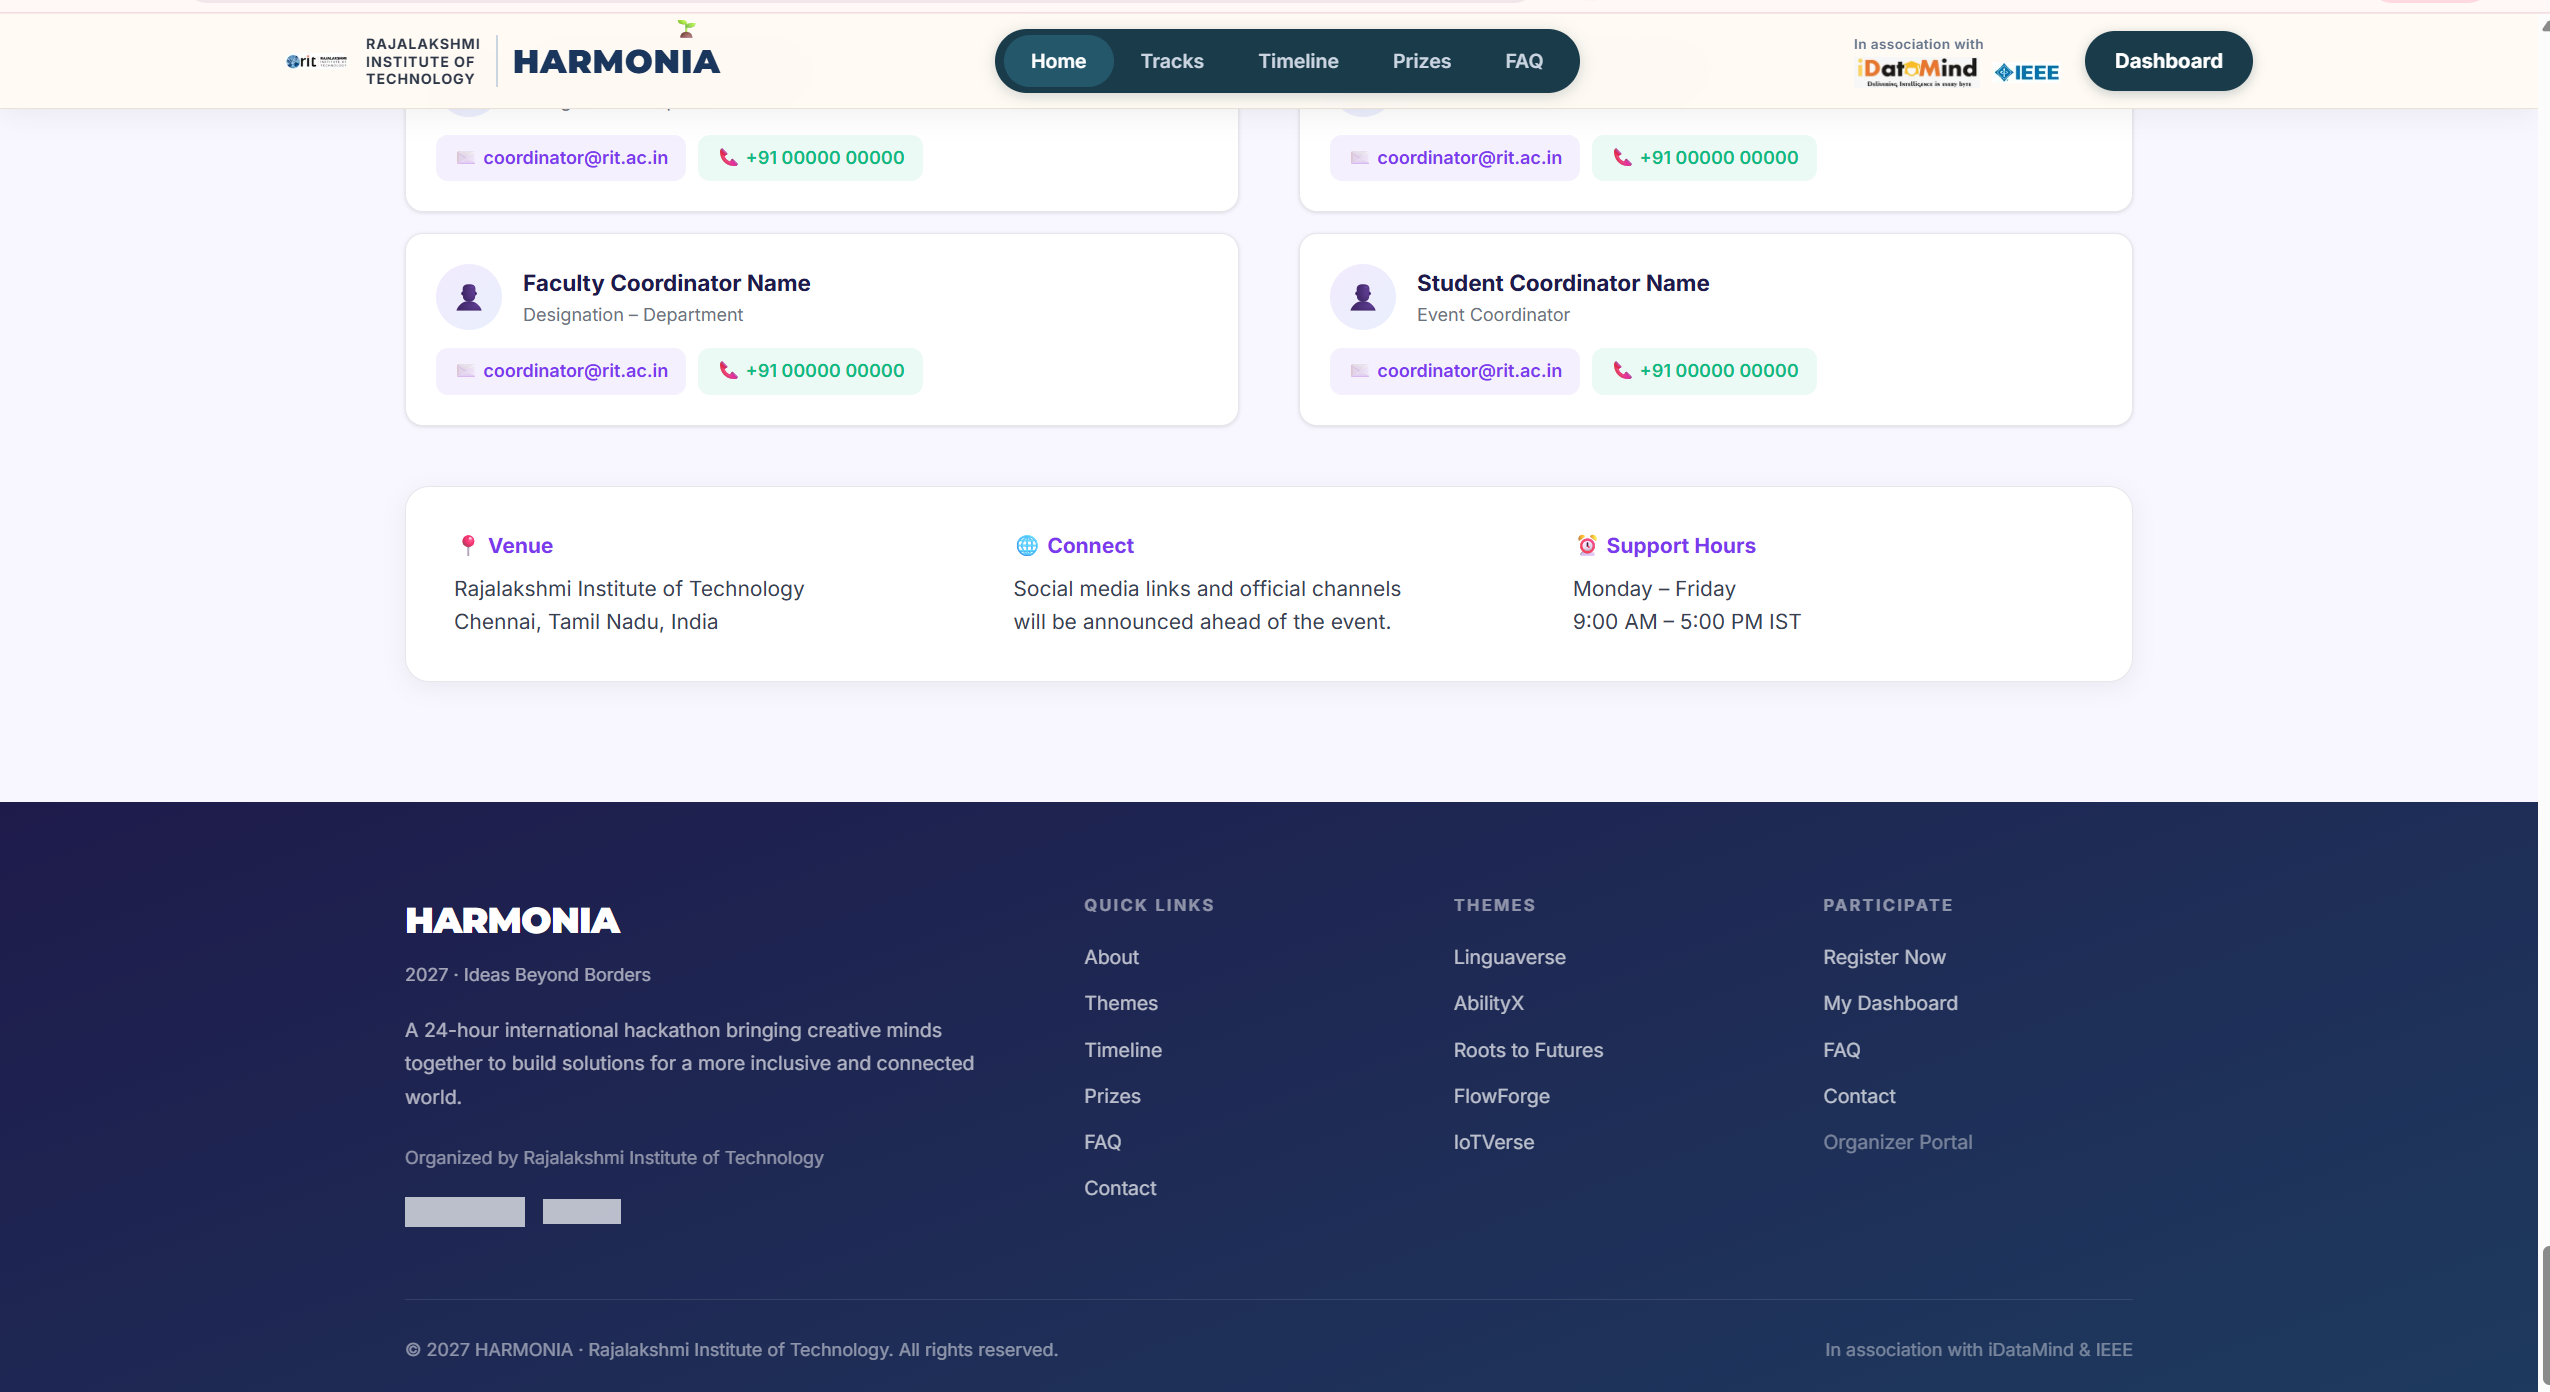 rit
RAJALAKSHMI
INSTITUTE OF
TECHNOLOGY
HARMONIA
Home
Tracks
Timeline
Prizes
FAQ
In association with
iDataMind
Delivering Intelligence in every byte
IEEE
Dashboard
coordinator@rit.ac.in
+91 00000 00000
coordinator@rit.ac.in
+91 00000 00000
Faculty Coordinator Name
Designation – Department
coordinator@rit.ac.in
+91 00000 00000
Student Coordinator Name
Event Coordinator
coordinator@rit.ac.in
+91 00000 00000
Venue
Rajalakshmi Institute of Technology
Chennai, Tamil Nadu, India
Connect
Social media links and official channels
will be announced ahead of the event.
Support Hours
Monday – Friday
9:00 AM – 5:00 PM IST
HARMONIA
2027 · Ideas Beyond Borders
A 24-hour international hackathon bringing creative minds
together to build solutions for a more inclusive and connected
world.
Organized by Rajalakshmi Institute of Technology
QUICK LINKS
About
Themes
Timeline
Prizes
FAQ
Contact
THEMES
Linguaverse
AbilityX
Roots to Futures
FlowForge
IoTVerse
PARTICIPATE
Register Now
My Dashboard
FAQ
Contact
Organizer Portal
© 2027 HARMONIA · Rajalakshmi Institute of Technology. All rights reserved.
In association with iDataMind & IEEE